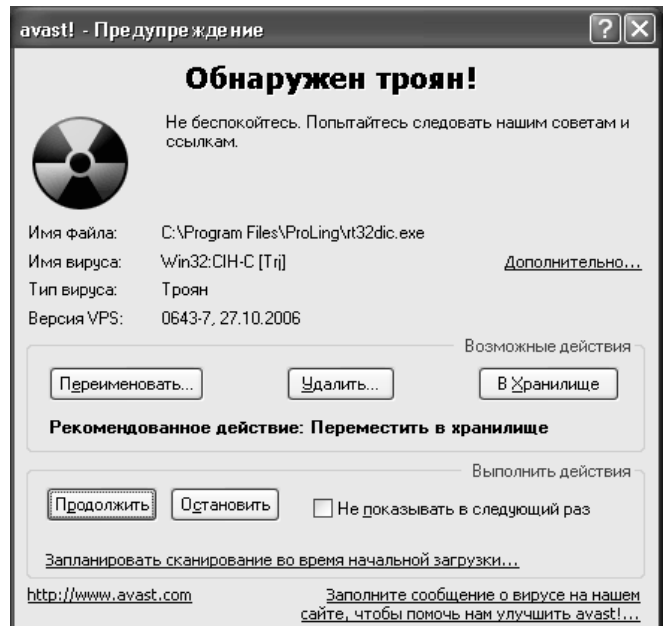 avast! - Предупреждение
Обнаружен троян!
Не беспокойтесь. Попытайтесь следовать нашим советам и
ссылкам.
Имя файла: C:\Program Files\ProLing\rt32dic.exe
Имя вируса: Win32:CIH-C [Trj] Дополнительно...
Тип вируса: Троян
Версия VPS: 0643-7, 27.10.2006
Возможные действия
Переименовать... Удалить... В Хранилище
Рекомендованное действие: Переместить в хранилище
Выполнить действия
Продолжить Остановить Не показывать в следующий раз
Запланировать сканирование во время начальной загрузки...
http://www.avast.com Заполните сообщение о вирусе на нашем
сайте, чтобы помочь нам улучшить avast!...